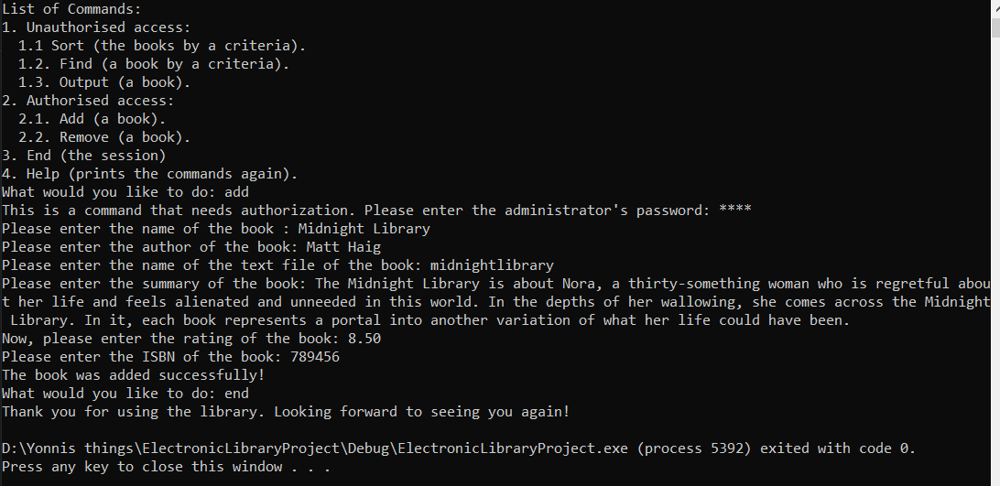 List of Commands:
1. Unauthorised access:
  1.1 Sort (the books by a criteria).
  1.2. Find (a book by a criteria).
  1.3. Output (a book).
2. Authorised access:
  2.1. Add (a book).
  2.2. Remove (a book).
3. End (the session)
4. Help (prints the commands again).
What would you like to do: add
This is a command that needs authorization. Please enter the administrator's password: ****
Please enter the name of the book : Midnight Library
Please enter the author of the book: Matt Haig
Please enter the name of the text file of the book: midnightlibrary
Please enter the summary of the book: The Midnight Library is about Nora, a thirty-something woman who is regretful abou
t her life and feels alienated and unneeded in this world. In the depths of her wallowing, she comes across the Midnight
 Library. In it, each book represents a portal into another variation of what her life could have been.
Now, please enter the rating of the book: 8.50
Please enter the ISBN of the book: 789456
The book was added successfully!
What would you like to do: end
Thank you for using the library. Looking forward to seeing you again!

D:\Yonnis things\ElectronicLibraryProject\Debug\ElectronicLibraryProject.exe (process 5392) exited with code 0.
Press any key to close this window . . .